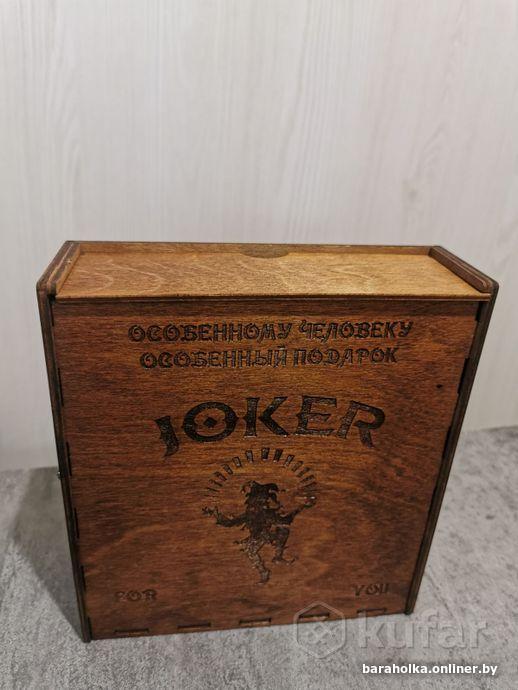 ОСОБЕННОМУ ЧЕЛОВЕКУ
ОСОБЕННЫЙ ПОДАРОК
JOKER
FOR YOU
kufar
baraholka.onliner.by